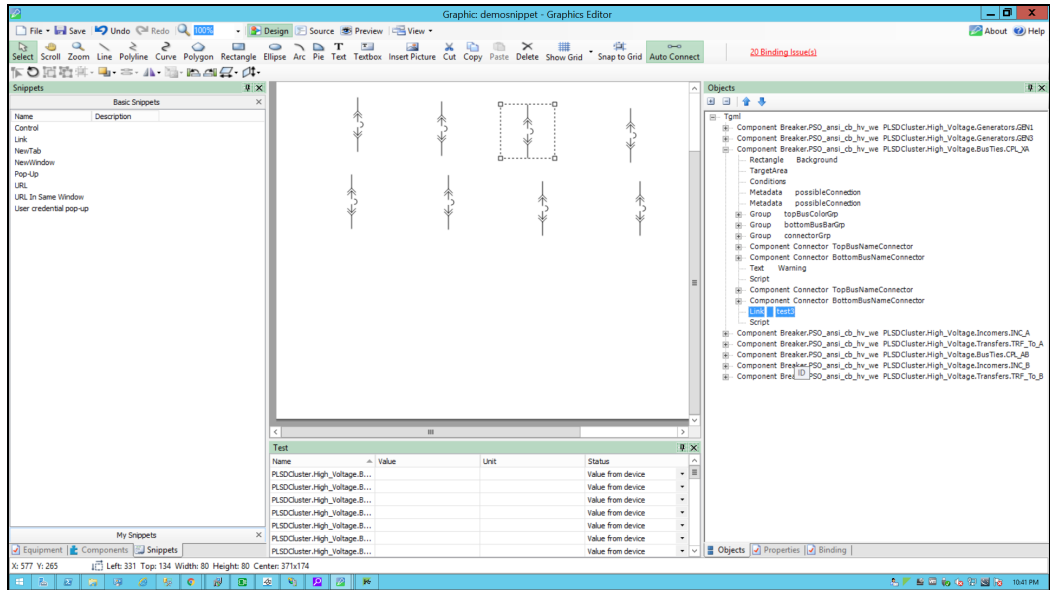 Graphic: demosnippet - Graphics Editor
File Save Undo Redo 100% Design Source Preview View About Help
Select Scroll Zoom Line Polyline Curve Polygon Rectangle Ellipse Arc Pie Text Textbox Insert Picture Cut Copy Paste Delete Show Grid Snap to Grid Auto Connect 20 Binding Issue(s)
Snippets
Basic Snippets
Name Description
Control
Link
NewTab
NewWindow
Pop-Up
URL
URL In Same Window
User credential pop-up
My Snippets
Equipment Components Snippets
Test
Name Value Unit Status
PLSDCluster.High_Voltage.B... Value from device
PLSDCluster.High_Voltage.B... Value from device
PLSDCluster.High_Voltage.B... Value from device
PLSDCluster.High_Voltage.B... Value from device
PLSDCluster.High_Voltage.B... Value from device
PLSDCluster.High_Voltage.B... Value from device
PLSDCluster.High_Voltage.B... Value from device
Objects
Tgml
Component Breaker.PSO_ansi_cb_hv_we PLSDCluster.High_Voltage.Generators.GEN1
Component Breaker.PSO_ansi_cb_hv_we PLSDCluster.High_Voltage.Generators.GEN3
Component Breaker.PSO_ansi_cb_hv_we PLSDCluster.High_Voltage.BusTies.CPL_XA
Rectangle Background
TargetArea
Conditions
Metadata possibleConnection
Metadata possibleConnection
Group topBusColorGrp
Group bottomBusBarGrp
Group connectorGrp
Component Connector TopBusNameConnector
Component Connector BottomBusNameConnector
Text Warning
Script
Component Connector TopBusNameConnector
Component Connector BottomBusNameConnector
Link test3
Script
Component Breaker.PSO_ansi_cb_hv_we PLSDCluster.High_Voltage.Incomers.INC_A
Component Breaker.PSO_ansi_cb_hv_we PLSDCluster.High_Voltage.Transfers.TRF_To_A
Component Breaker.PSO_ansi_cb_hv_we PLSDCluster.High_Voltage.BusTies.CPL_AB
Component Breaker.PSO_ansi_cb_hv_we PLSDCluster.High_Voltage.Incomers.INC_B
Component Brea ID PSO_ansi_cb_hv_we PLSDCluster.High_Voltage.Transfers.TRF_To_B
Objects Properties Binding
X: 577 Y: 265 Left: 331 Top: 134 Width: 80 Height: 80 Center: 371x174
10:41 PM